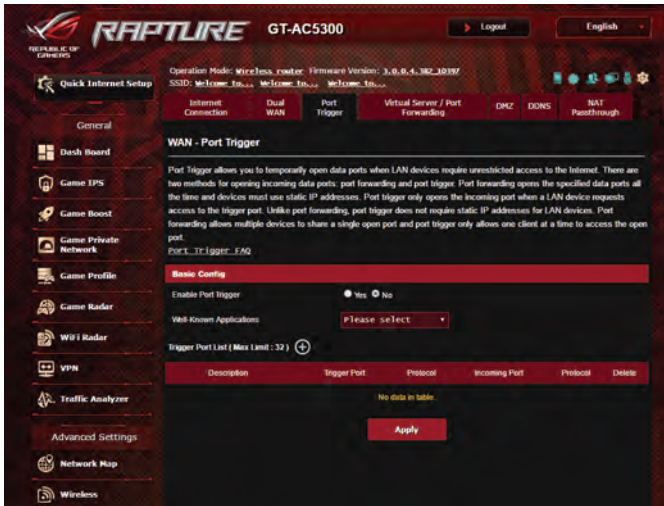 REPUBLIC OF GAMERS
RAPTURE
GT-AC5300
Logout
English
Quick Internet Setup
Operation Mode: Wireless router Firmware Version: 3.0.0.4.382_10397
SSID: Welcome to... Welcome to... Welcome to...
Internet Connection
Dual WAN
Port Trigger
Virtual Server / Port Forwarding
DMZ
DDNS
NAT Passthrough
General
Dash Board
Game IPS
Game Boost
Game Private Network
Game Profile
Game Radar
WiFi Radar
VPN
Traffic Analyzer
Advanced Settings
Network Map
Wireless
WAN - Port Trigger
Port Trigger allows you to temporarily open data ports when LAN devices require unrestricted access to the Internet. There are
two methods for opening incoming data ports: port forwarding and port trigger. Port forwarding opens the specified data ports all
the time and devices must use static IP addresses. Port trigger only opens the incoming port when a LAN device requests
access to the trigger port. Unlike port forwarding, port trigger does not require static IP addresses for LAN devices. Port
forwarding allows multiple devices to share a single open port and port trigger only allows one client at a time to access the open
port.
Port Trigger FAQ
Basic Config
Enable Port Trigger
Yes No
Well-Known Applications
Please select
Trigger Port List ( Max Limit : 32 )
Description Trigger Port Protocol Incoming Port Protocol Delete
No data in table.
Apply